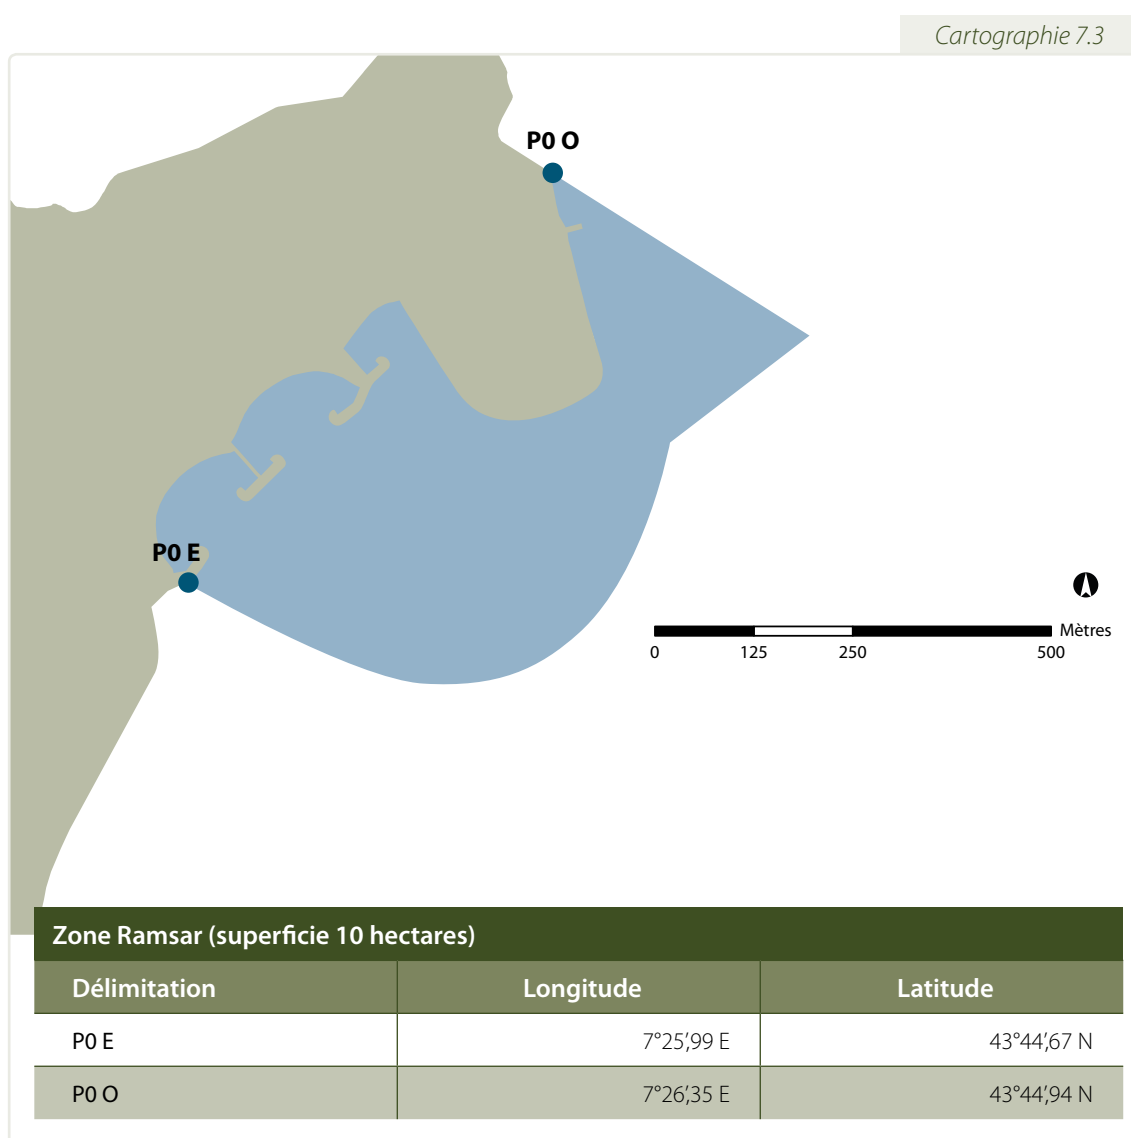 Cartographie 7.3
P0 O
P0 E
Mètres
0 125 250 500
Zone Ramsar (superficie 10 hectares)
Délimitation Longitude Latitude
P0 E 7°25',99 E 43°44',67 N
P0 O 7°26',35 E 43°44',94 N